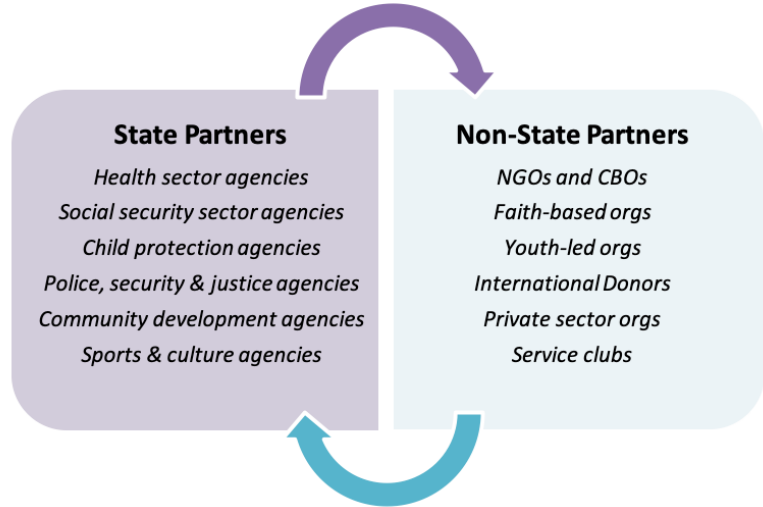 State Partners
Health sector agencies
Social security sector agencies
Child protection agencies
Police, security & justice agencies
Community development agencies
Sports & culture agencies
Non-State Partners
NGOs and CBOs
Faith-based orgs
Youth-led orgs
International Donors
Private sector orgs
Service clubs